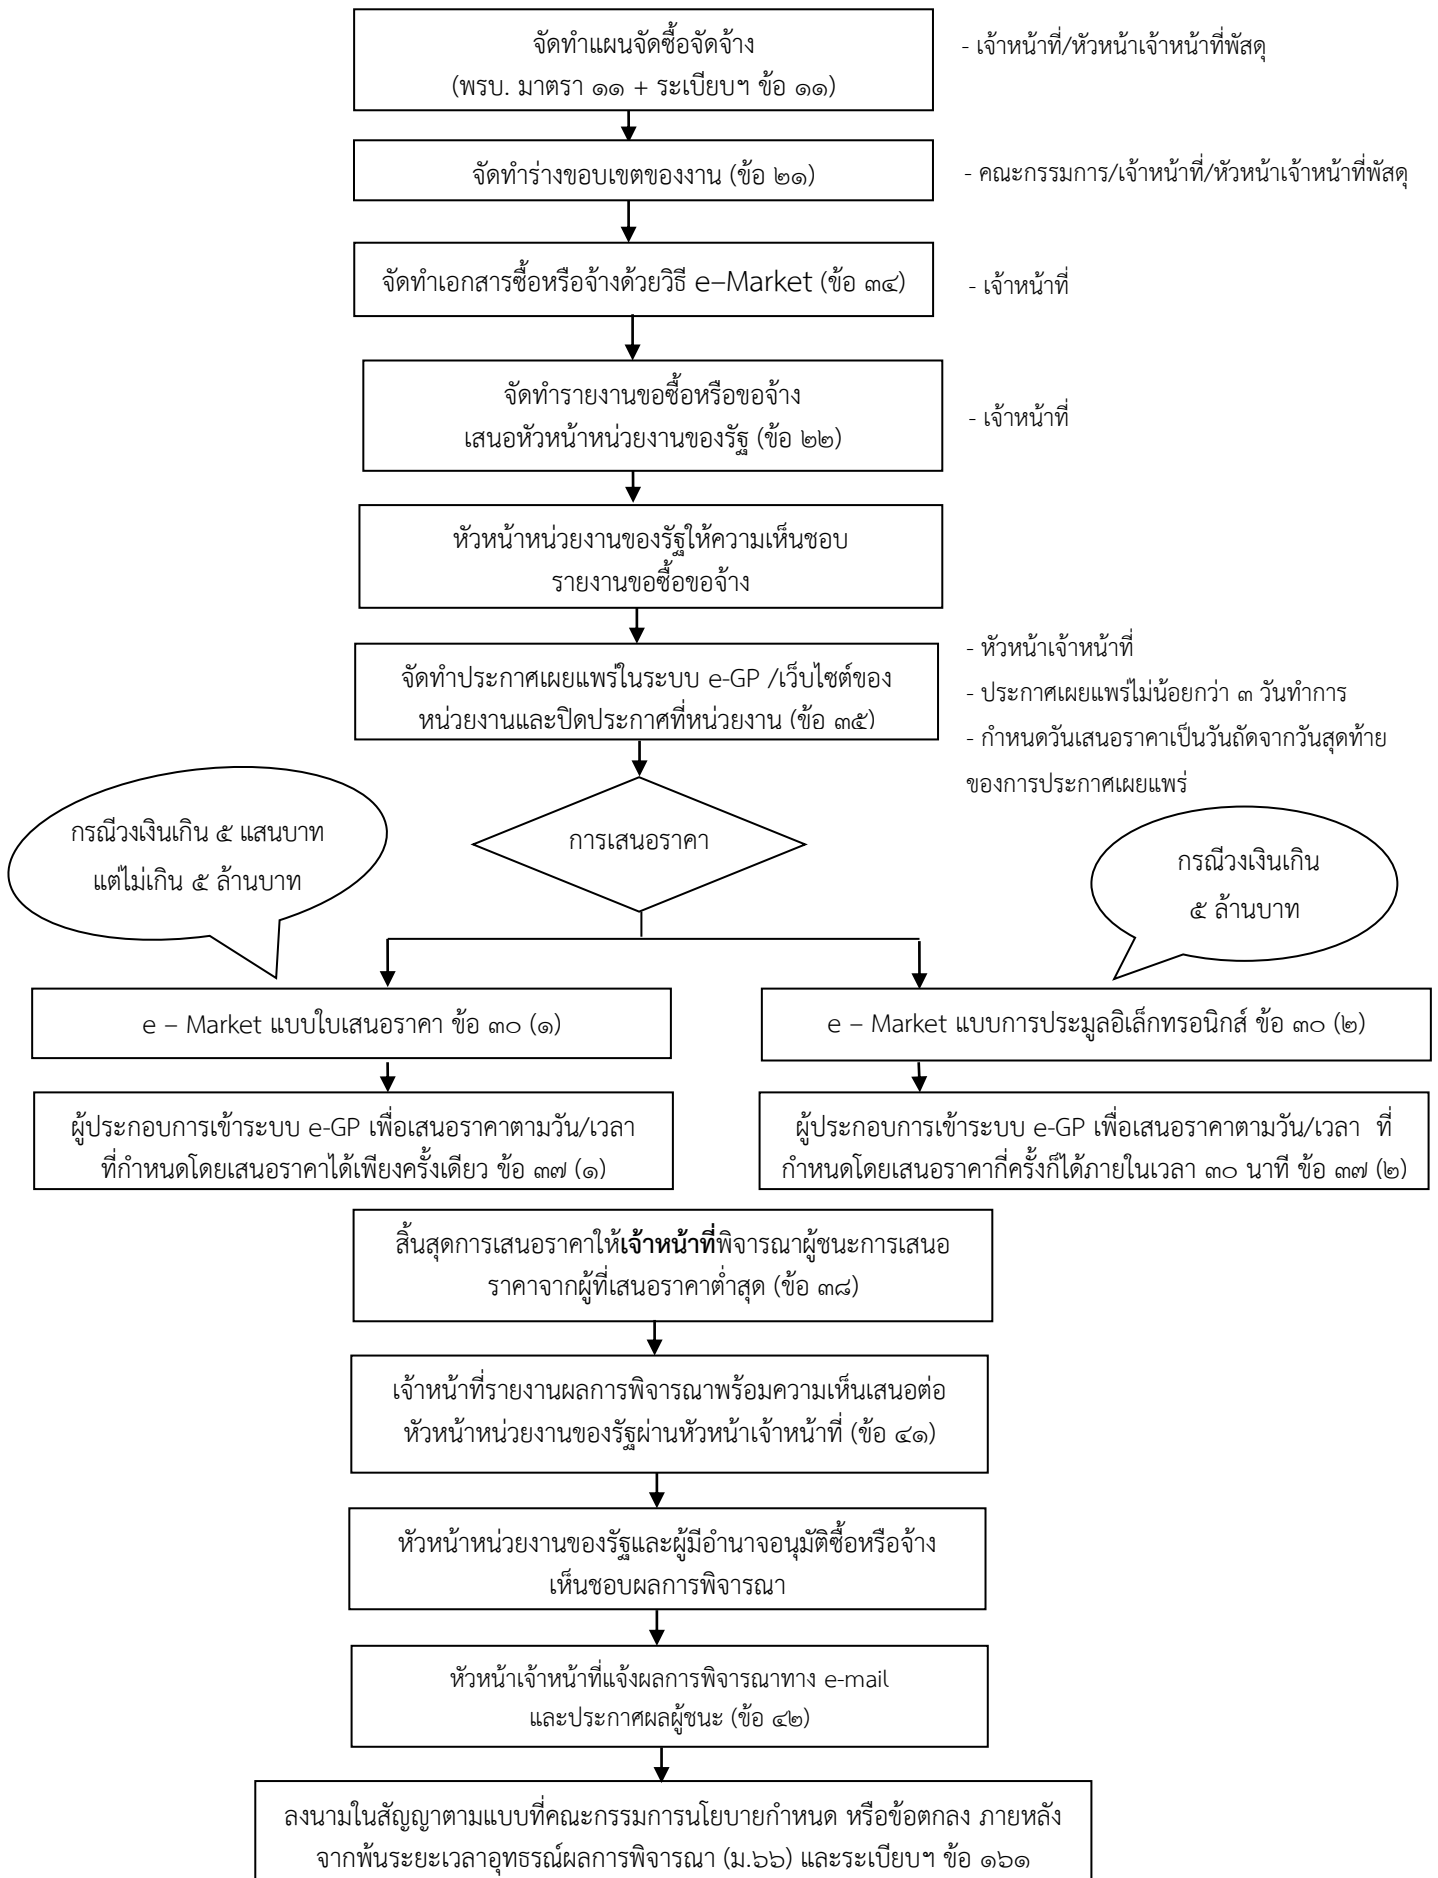 จัดทำแผนจัดซื้อจัดจ้าง
(พรบ. มาตรา ๑๑ + ระเบียบฯ ข้อ ๑๑)
- เจ้าหน้าที่/หัวหน้าเจ้าหน้าที่พัสดุ
จัดทำร่างขอบเขตของงาน (ข้อ ๒๑)
- คณะกรรมการ/เจ้าหน้าที่/หัวหน้าเจ้าหน้าที่พัสดุ
จัดทำเอกสารซื้อหรือจ้างด้วยวิธี e–Market (ข้อ ๓๔)
- เจ้าหน้าที่
จัดทำรายงานขอซื้อหรือขอจ้าง
เสนอหัวหน้าหน่วยงานของรัฐ (ข้อ ๒๒)
- เจ้าหน้าที่
หัวหน้าหน่วยงานของรัฐให้ความเห็นชอบ
รายงานขอซื้อขอจ้าง
จัดทำประกาศเผยแพร่ในระบบ e-GP /เว็บไซต์ของ
หน่วยงานและปิดประกาศที่หน่วยงาน (ข้อ ๓๕)
- หัวหน้าเจ้าหน้าที่
- ประกาศเผยแพร่ไม่น้อยกว่า ๓ วันทำการ
- กำหนดวันเสนอราคาเป็นวันถัดจากวันสุดท้าย
ของการประกาศเผยแพร่
การเสนอราคา
กรณีวงเงินเกิน ๕ แสนบาท
แต่ไม่เกิน ๕ ล้านบาท
กรณีวงเงินเกิน
๕ ล้านบาท
e – Market แบบใบเสนอราคา ข้อ ๓๐ (๑)
e – Market แบบการประมูลอิเล็กทรอนิกส์ ข้อ ๓๐ (๒)
ผู้ประกอบการเข้าระบบ e-GP เพื่อเสนอราคาตามวัน/เวลา
ที่กำหนดโดยเสนอราคาได้เพียงครั้งเดียว ข้อ ๓๗ (๑)
ผู้ประกอบการเข้าระบบ e-GP เพื่อเสนอราคาตามวัน/เวลา ที่
กำหนดโดยเสนอราคากี่ครั้งก็ได้ภายในเวลา ๓๐ นาที ข้อ ๓๗ (๒)
สิ้นสุดการเสนอราคาให้เจ้าหน้าที่พิจารณาผู้ชนะการเสนอ
ราคาจากผู้ที่เสนอราคาต่ำสุด (ข้อ ๓๘)
เจ้าหน้าที่รายงานผลการพิจารณาพร้อมความเห็นเสนอต่อ
หัวหน้าหน่วยงานของรัฐผ่านหัวหน้าเจ้าหน้าที่ (ข้อ ๔๑)
หัวหน้าหน่วยงานของรัฐและผู้มีอำนาจอนุมัติซื้อหรือจ้าง
เห็นชอบผลการพิจารณา
หัวหน้าเจ้าหน้าที่แจ้งผลการพิจารณาทาง e-mail
และประกาศผลผู้ชนะ (ข้อ ๔๒)
ลงนามในสัญญาตามแบบที่คณะกรรมการนโยบายกำหนด หรือข้อตกลง ภายหลัง
จากพ้นระยะเวลาอุทธรณ์ผลการพิจารณา (ม.๖๖) และระเบียบฯ ข้อ ๑๖๑